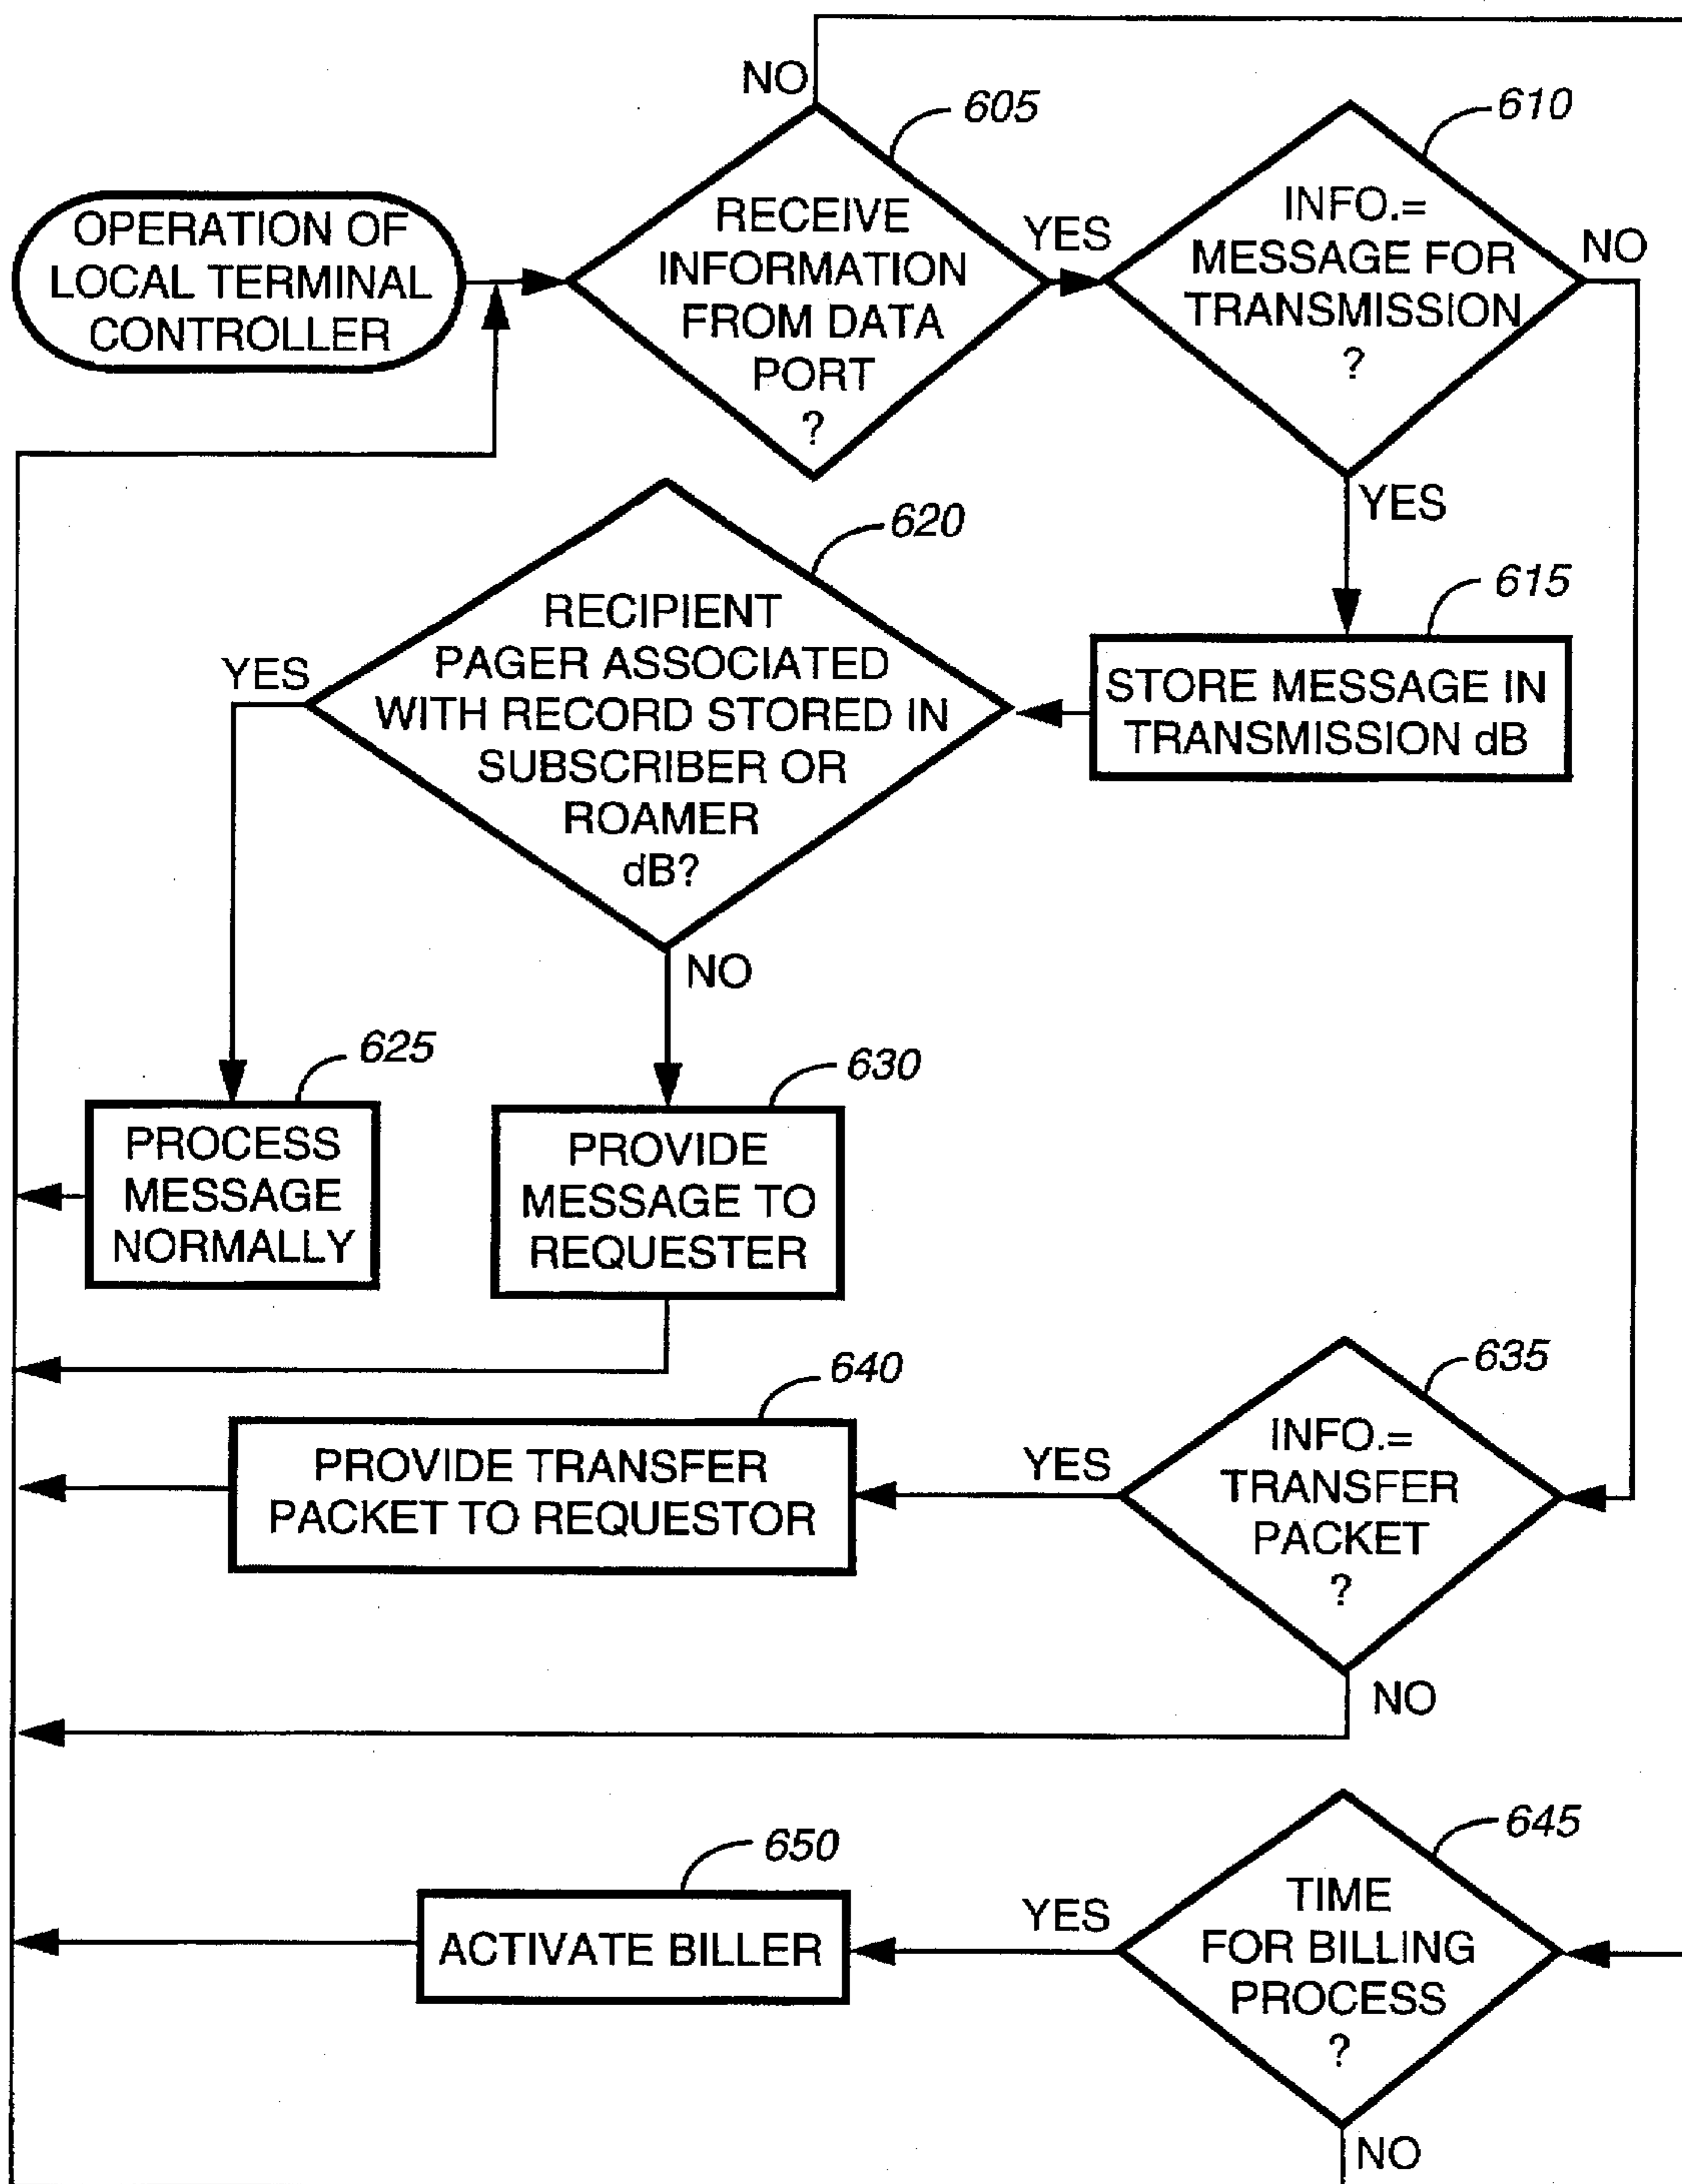 NO
605
610
OPERATION OF
LOCAL TERMINAL
CONTROLLER
RECEIVE
INFORMATION
FROM DATA
PORT
?
YES
INFO.=
MESSAGE FOR
TRANSMISSION
?
NO
YES
620
615
RECIPIENT
PAGER ASSOCIATED
WITH RECORD STORED IN
SUBSCRIBER OR
ROAMER
dB?
YES
STORE MESSAGE IN
TRANSMISSION dB
NO
625
630
PROCESS
MESSAGE
NORMALLY
PROVIDE
MESSAGE TO
REQUESTER
640
635
PROVIDE TRANSFER
PACKET TO REQUESTOR
YES
INFO.=
TRANSFER
PACKET
?
NO
650
645
ACTIVATE BILLER
YES
TIME
FOR BILLING
PROCESS
?
NO